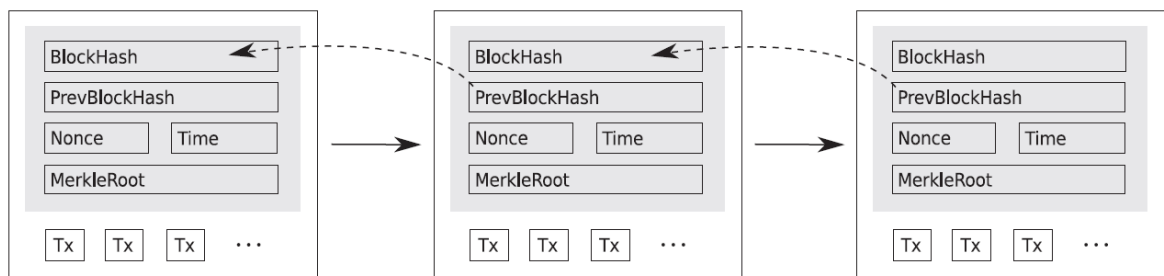 BlockHash
PrevBlockHash
Nonce Time
MerkleRoot
Tx Tx Tx ...
BlockHash
PrevBlockHash
Nonce Time
MerkleRoot
Tx Tx Tx ...
BlockHash
PrevBlockHash
Nonce Time
MerkleRoot
Tx Tx Tx ...